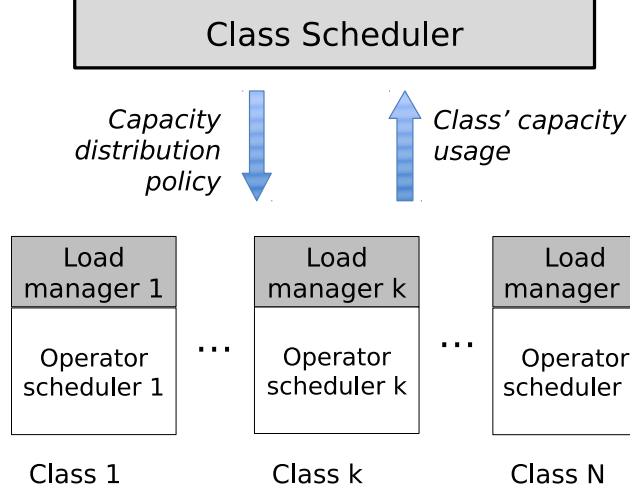 Class Scheduler
Capacity
distribution
policy
Class’ capacity
usage
Load
manager 1
Load
manager k
Load
manager
Operator
scheduler 1
...
Operator
scheduler k
...
Operator
scheduler
Class 1
Class k
Class N